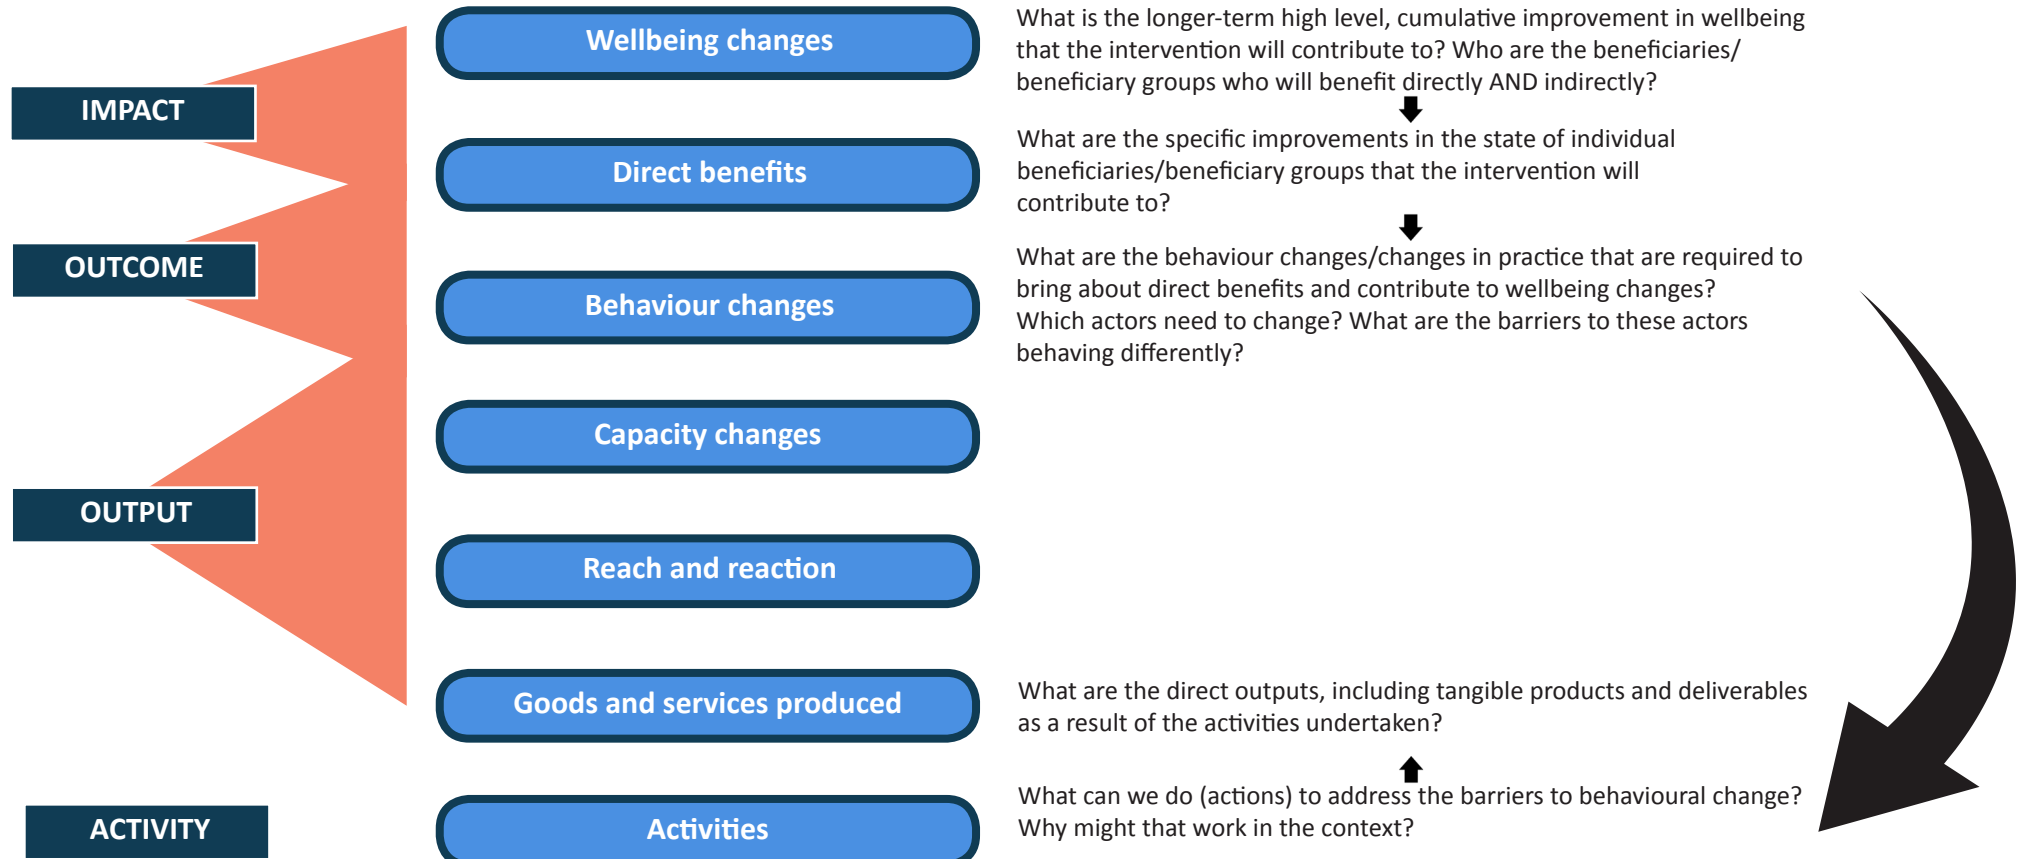 IMPACT
OUTCOME
OUTPUT
ACTIVITY
Wellbeing changes
Direct benefits
Behaviour changes
Capacity changes
Reach and reaction
Goods and services produced
Activities
What is the longer-term high level, cumulative improvement in wellbeing
that the intervention will contribute to? Who are the beneficiaries/
beneficiary groups who will benefit directly AND indirectly?
What are the specific improvements in the state of individual
beneficiaries/beneficiary groups that the intervention will
contribute to?
What are the behaviour changes/changes in practice that are required to
bring about direct benefits and contribute to wellbeing changes?
Which actors need to change? What are the barriers to these actors
behaving differently?
What are the direct outputs, including tangible products and deliverables
as a result of the activities undertaken?
What can we do (actions) to address the barriers to behavioural change?
Why might that work in the context?